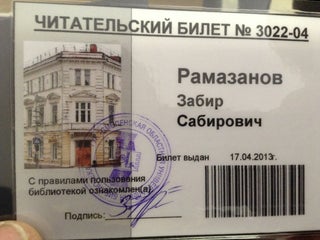 ЧИТАТЕЛЬСКИЙ БИЛЕТ № 3022-04
Рамазанов
Забир
Сабирович
Билет выдан 17.04.2013г.
С правилами пользования
библиотекой ознакомлен(а)
Подпись: